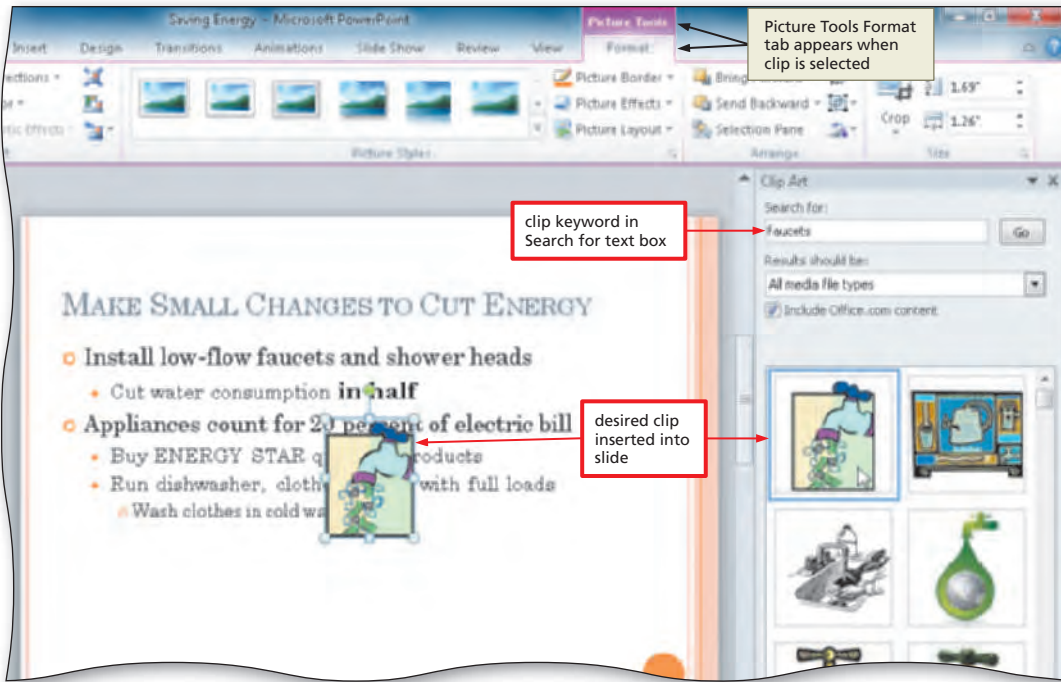 Saving Energy - Microsoft PowerPoint
Picture Tools
Insert Design Transitions Animations Slide Show Review View Format
Picture Tools Format
tab appears when
clip is selected
Picture Border
Picture Effects
Picture Layout
Picture Styles
Bring
Send Backward
Selection Pane
Arrange
Crop
1.69"
1.26"
Size
Clip Art
Search for:
faucets
Go
Results should be:
All media file types
Include Office.com content
clip keyword in
Search for text box
MAKE SMALL CHANGES TO CUT ENERGY
Install low-flow faucets and shower heads
Cut water consumption in half
Appliances count for 20 percent of electric bill
Buy ENERGY STAR q roducts
Run dishwasher, cloth with full loads
Wash clothes in cold wa
desired clip
inserted into
slide